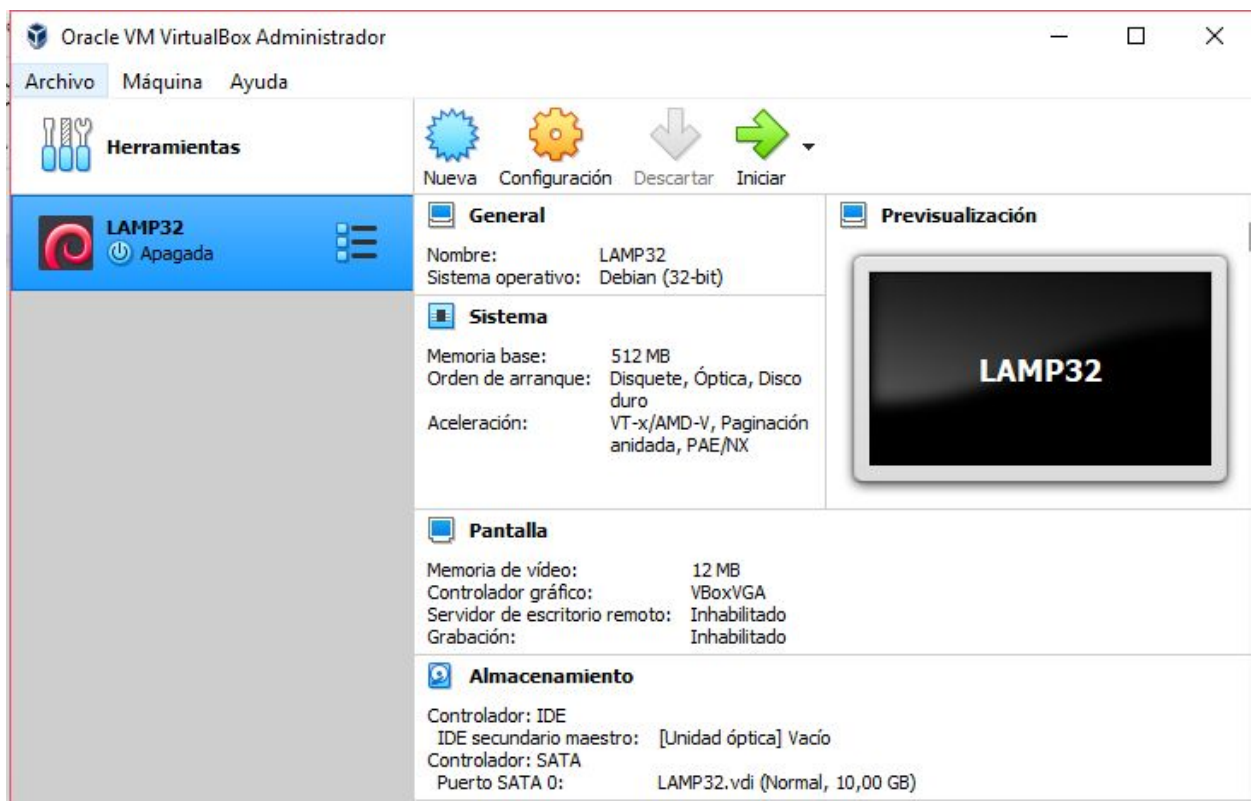 Oracle VM VirtualBox Administrador
Archivo Máquina Ayuda
Herramientas
Nueva Configuración Descartar Iniciar
LAMP32
Apagada
General
Nombre: LAMP32
Sistema operativo: Debian (32-bit)
Previsualización
LAMP32
Sistema
Memoria base: 512 MB
Orden de arranque: Disquete, Óptica, Disco
duro
Aceleración: VT-x/AMD-V, Paginación
anidada, PAE/NX
Pantalla
Memoria de vídeo: 12 MB
Controlador gráfico: VBoxVGA
Servidor de escritorio remoto: Inhabilitado
Grabación: Inhabilitado
Almacenamiento
Controlador: IDE
IDE secundario maestro: [Unidad óptica] Vacío
Controlador: SATA
Puerto SATA 0: LAMP32.vdi (Normal, 10,00 GB)